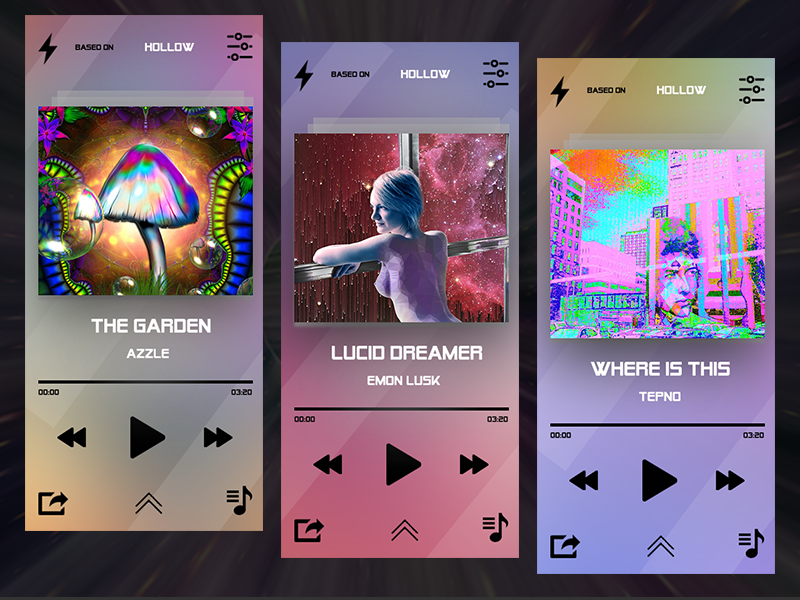 BASED ON HOLLOW
THE GARDEN
AZZLE
00:00 03:20
BASED ON HOLLOW
LUCID DREAMER
EMON LUSK
00:00 03:20
BASED ON HOLLOW
WHERE IS THIS
TEPNO
00:00 03:20